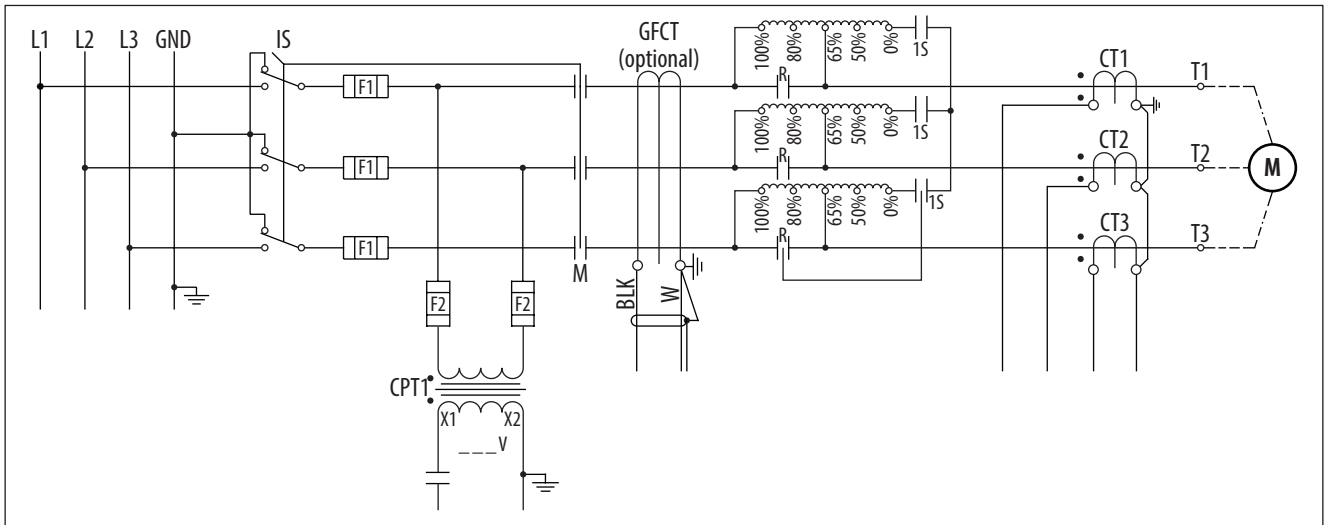 L1 L2 L3 GND IS
GFCT
(optional)
100% 80% 65% 50% 0% 1S
R
CT1
T1
F1
100% 80% 65% 50% 0% 1S
R
CT2
T2
F1
M
100% 80% 65% 50% 0% 1S
R
CT3
T3
F1
M
BLK W
F2 F2
CPT1
X1 X2
___V